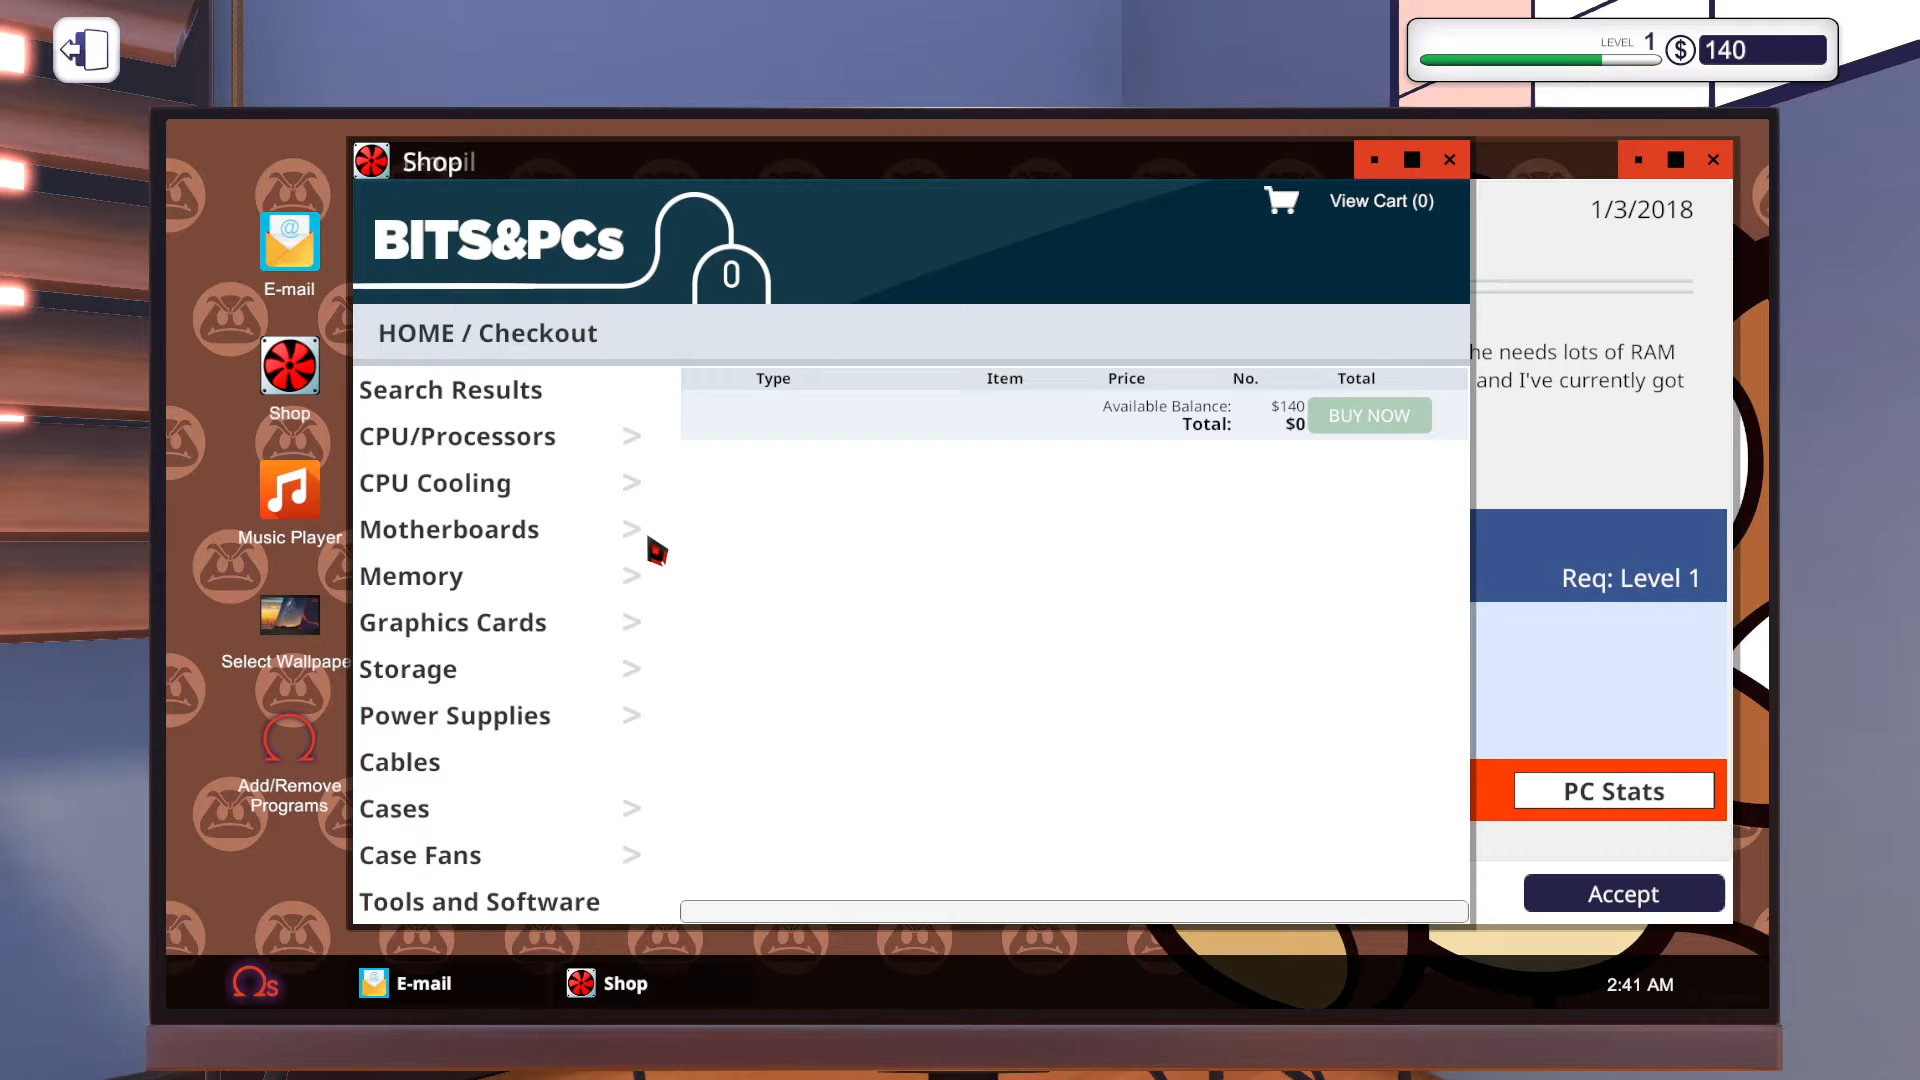 LEVEL 1
$ 140
Shop
View Cart (0)
BITS&PCs
HOME / Checkout
Search Results
CPU/Processors >
CPU Cooling >
Motherboards >
Memory >
Graphics Cards >
Storage >
Power Supplies >
Cables
Cases >
Case Fans >
Tools and Software
Type Item Price No. Total
Available Balance: $140
Total: $0
BUY NOW
1/3/2018
he needs lots of RAM
and I've currently got
Req: Level 1
PC Stats
Accept
E-mail
Shop
Music Player
Select Wallpape
Add/Remove
Programs
Ωs
E-mail
Shop
2:41 AM